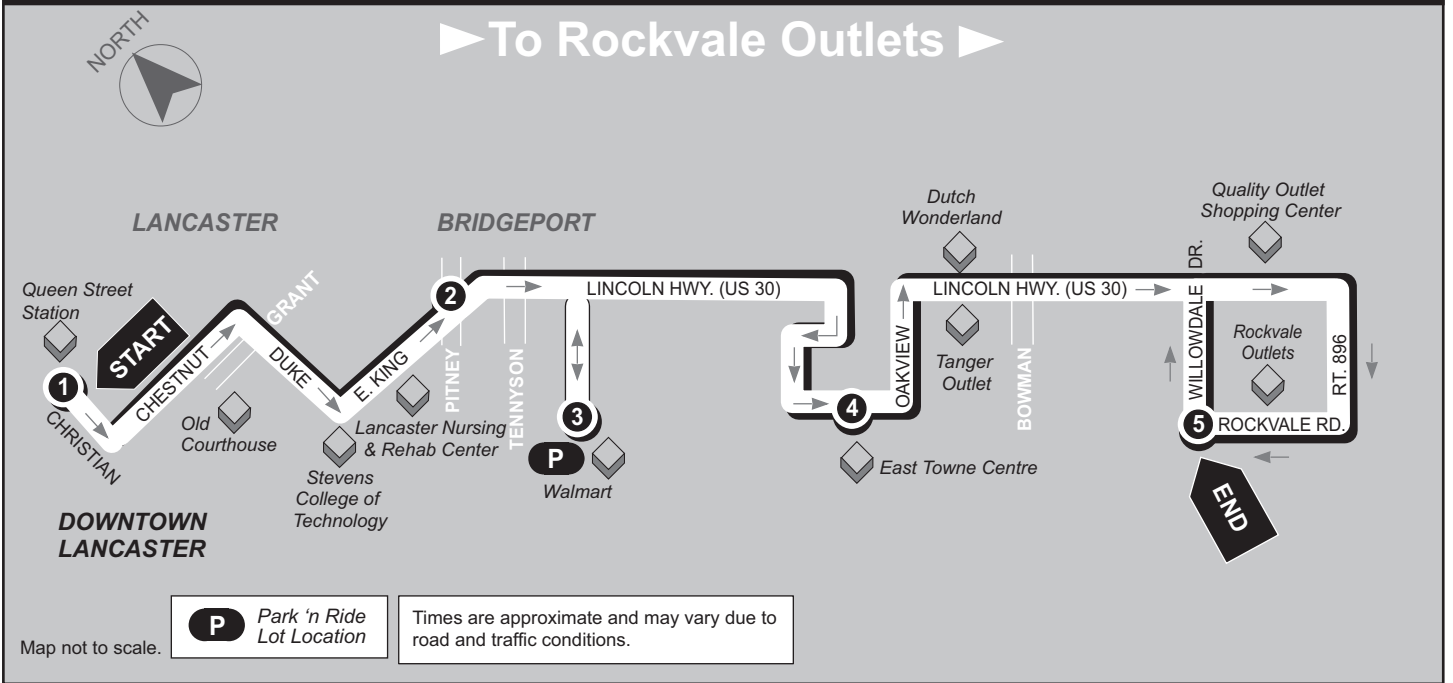 To Rockvale Outlets
NORTH
LANCASTER
BRIDGEPORT
Dutch
Wonderland
Quality Outlet
Shopping Center
Queen Street
Station
START
1
CHRISTIAN
CHESTNUT
GRANT
Old
Courthouse
DUKE
Stevens
College of
Technology
E. KING
Lancaster Nursing
& Rehab Center
2
PITNEY
TENNYSON
LINCOLN HWY. (US 30)
3
P
Walmart
4
East Towne Centre
OAKVIEW
LINCOLN HWY. (US 30)
Tanger
Outlet
BOWMAN
WILLOWDALE DR.
Rockvale
Outlets
RT. 896
5
ROCKVALE RD.
END
DOWNTOWN
LANCASTER
Map not to scale.
P
Park ‘n Ride
Lot Location
Times are approximate and may vary due to
road and traffic conditions.